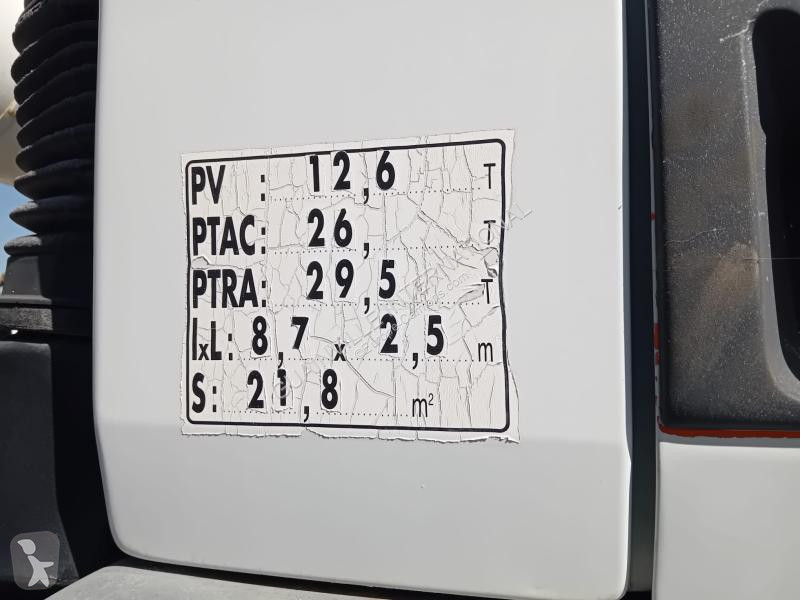 PV : 12,6 T
PTAC: 26, T
PTRA: 29,5 T
lxL: 8,7 x 2,5 m
S: 21,8 m²